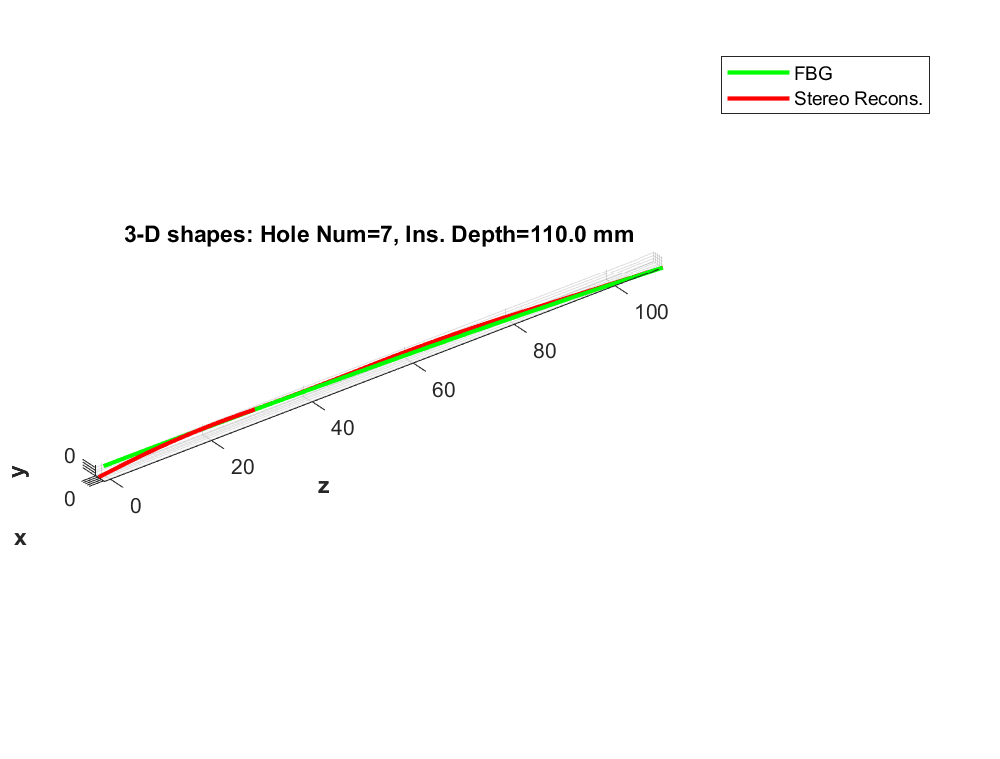 FBG
Stereo Recons.
3-D shapes: Hole Num=7, Ins. Depth=110.0 mm
100
80
60
40
20
0
z
0
y
0
x